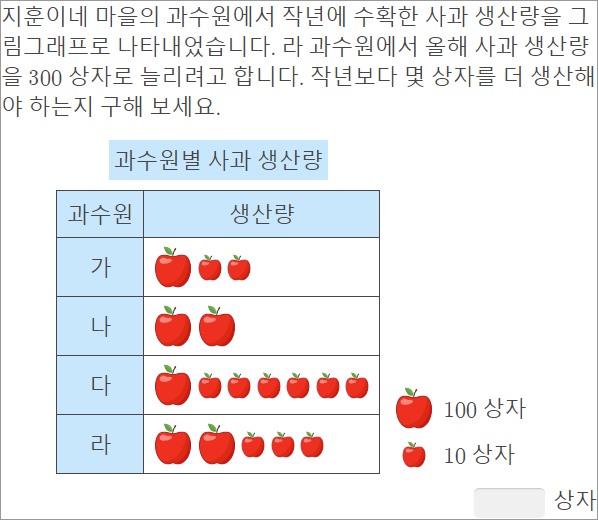 지훈이네 마을의 과수원에서 작년에 수확한 사과 생산량을 그
림그래프로 나타내었습니다. 라 과수원에서 올해 사과 생산량
을 300 상자로 늘리려고 합니다. 작년보다 몇 상자를 더 생산해
야 하는지 구해 보세요.
과수원별 사과 생산량
과수원 생산량
가
나
다
라
100 상자
10 상자
상자